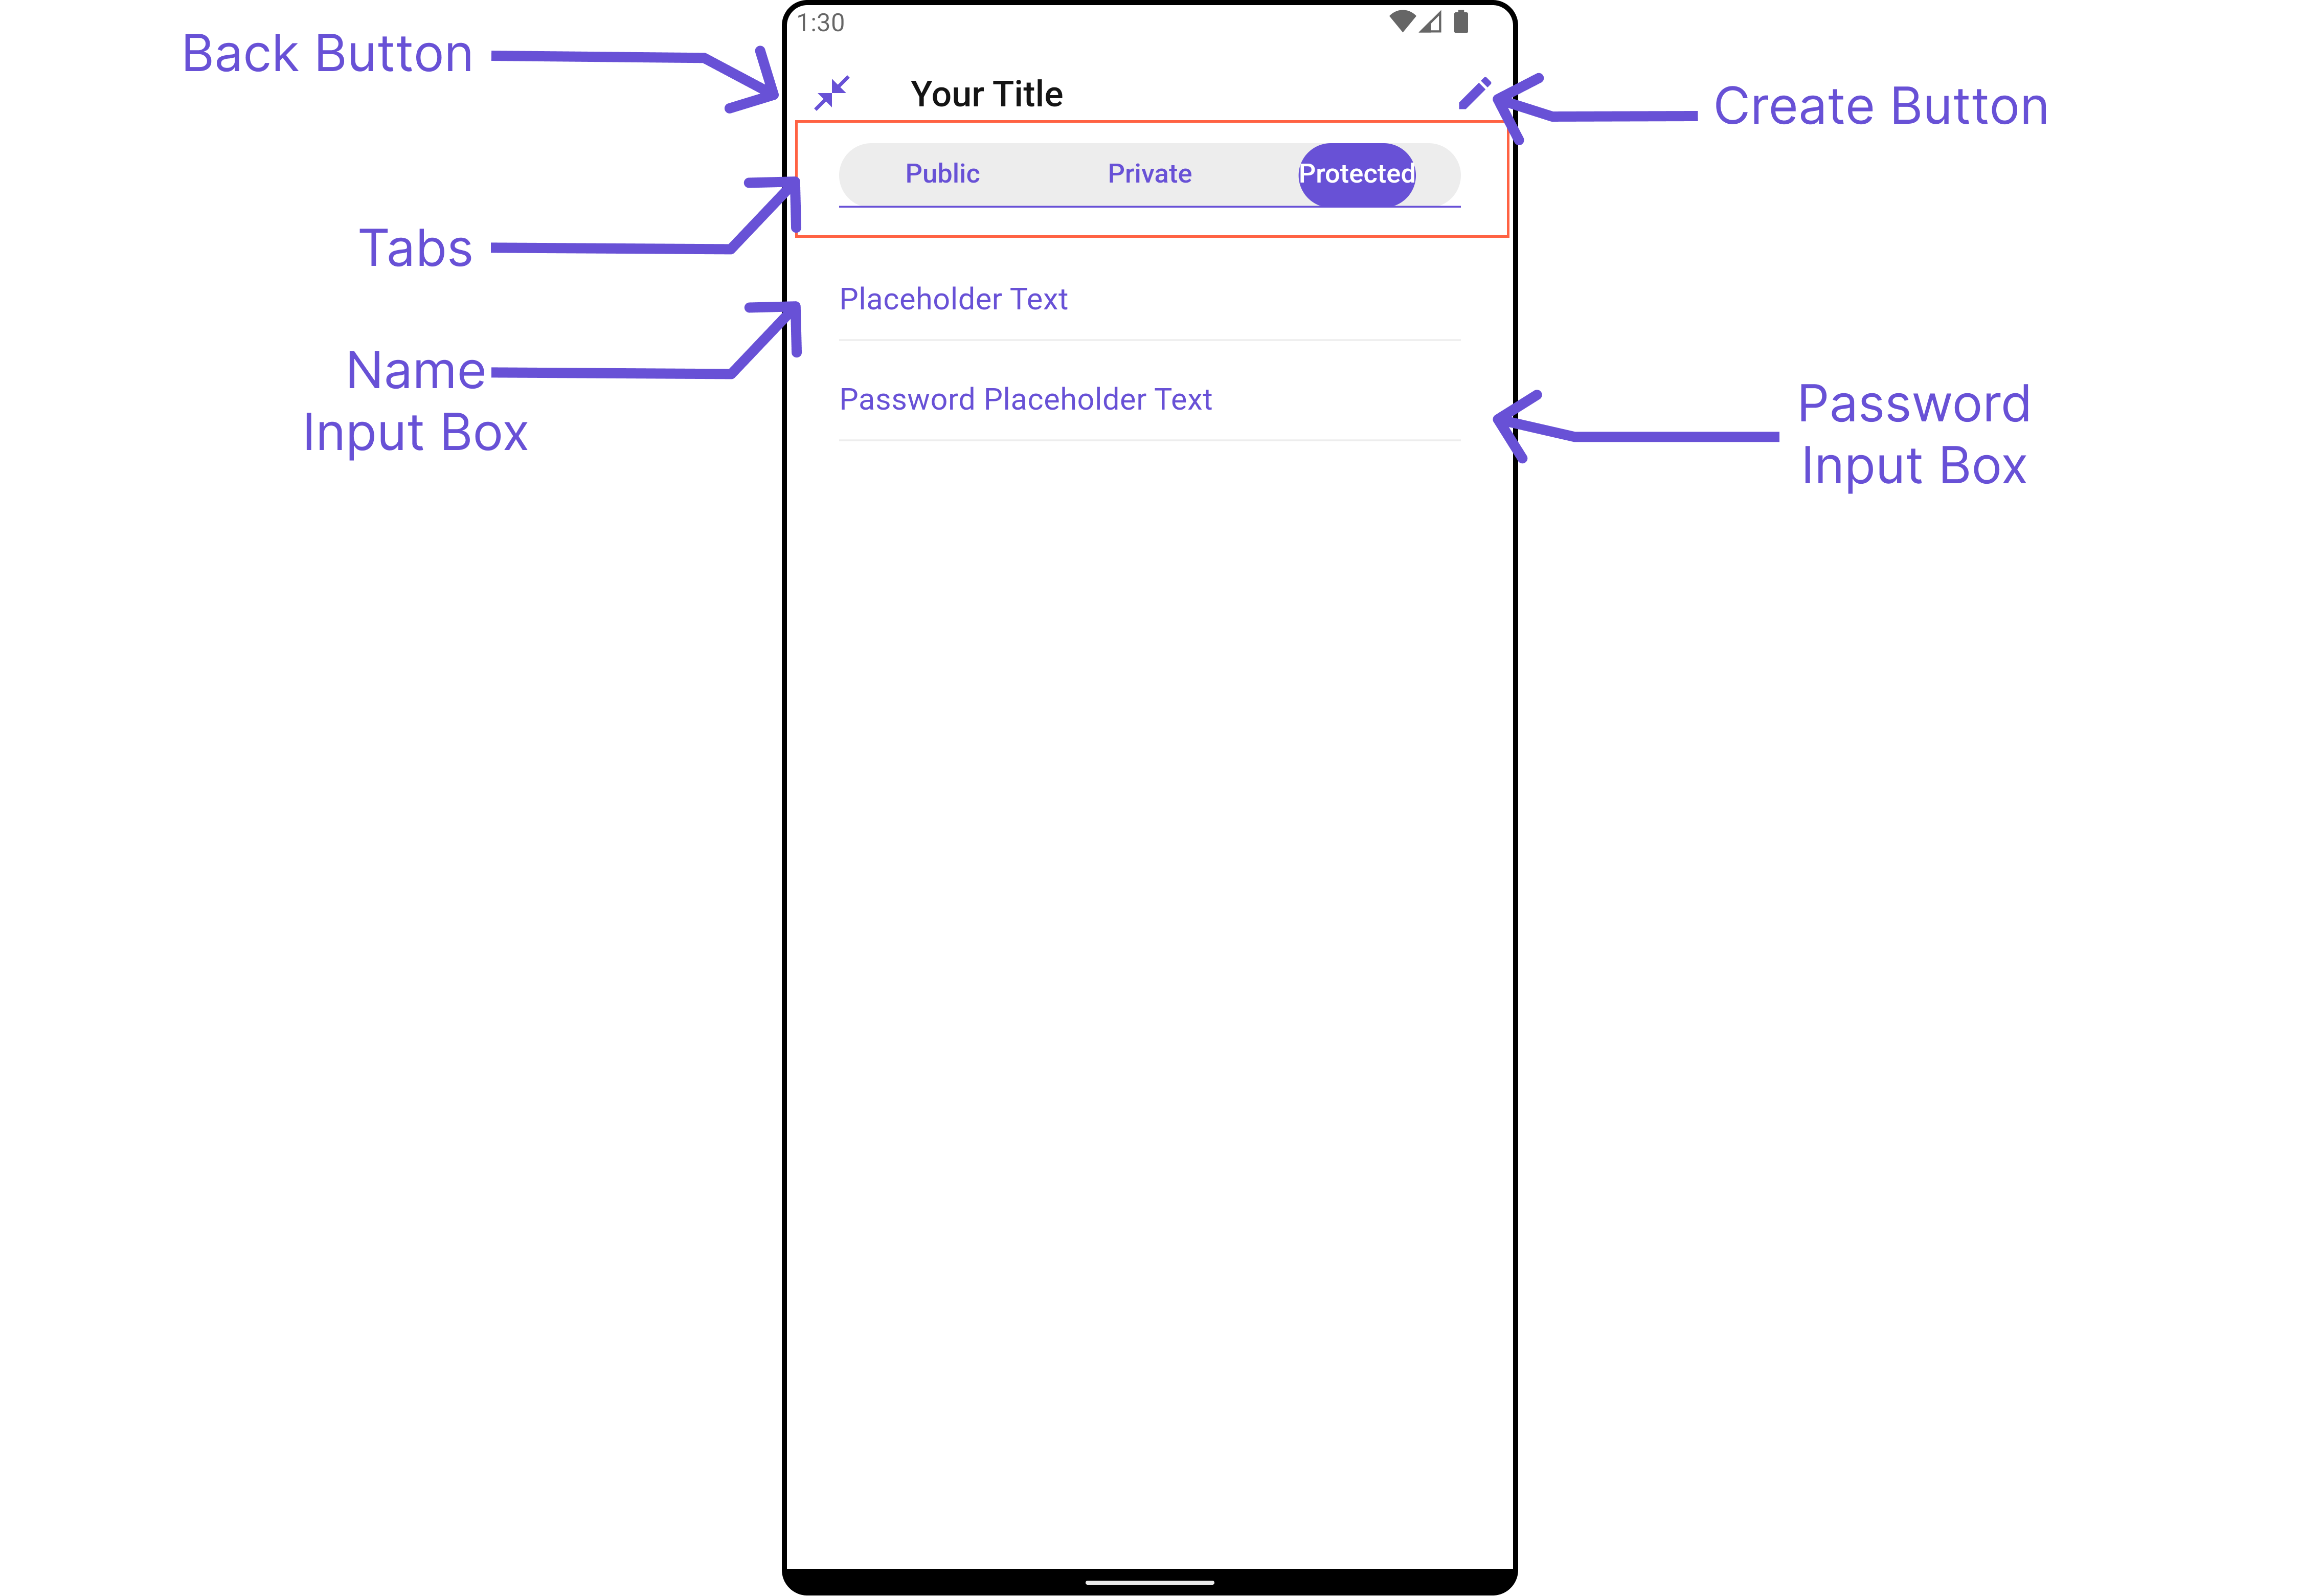 1:30
Back Button
Your Title
Create Button
Public Private Protected
Tabs
Placeholder Text
Name
Input Box
Password Placeholder Text
Password
Input Box